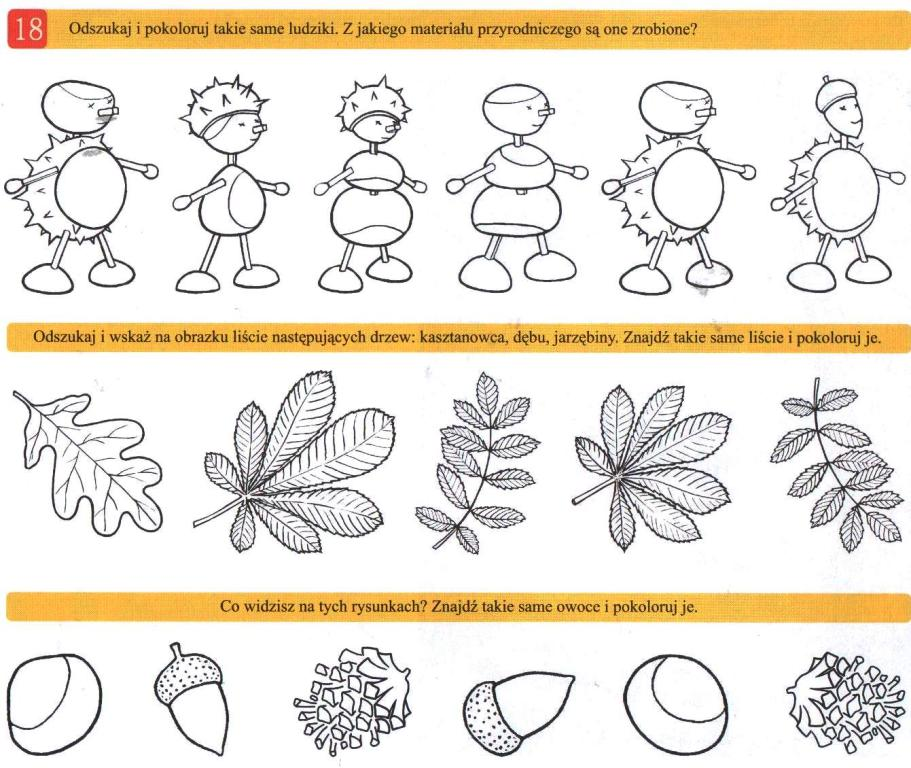 18
Odszukaj i pokoloruj takie same ludziki. Z jakiego materiału przyrodniczego są one zrobione?
Odszukaj i wskaż na obrazku liście następujących drzew: kasztanowca, dębu, jarzębiny. Znajdź takie same liście i pokoloruj je.
Co widzisz na tych rysunkach? Znajdź takie same owoce i pokoloruj je.